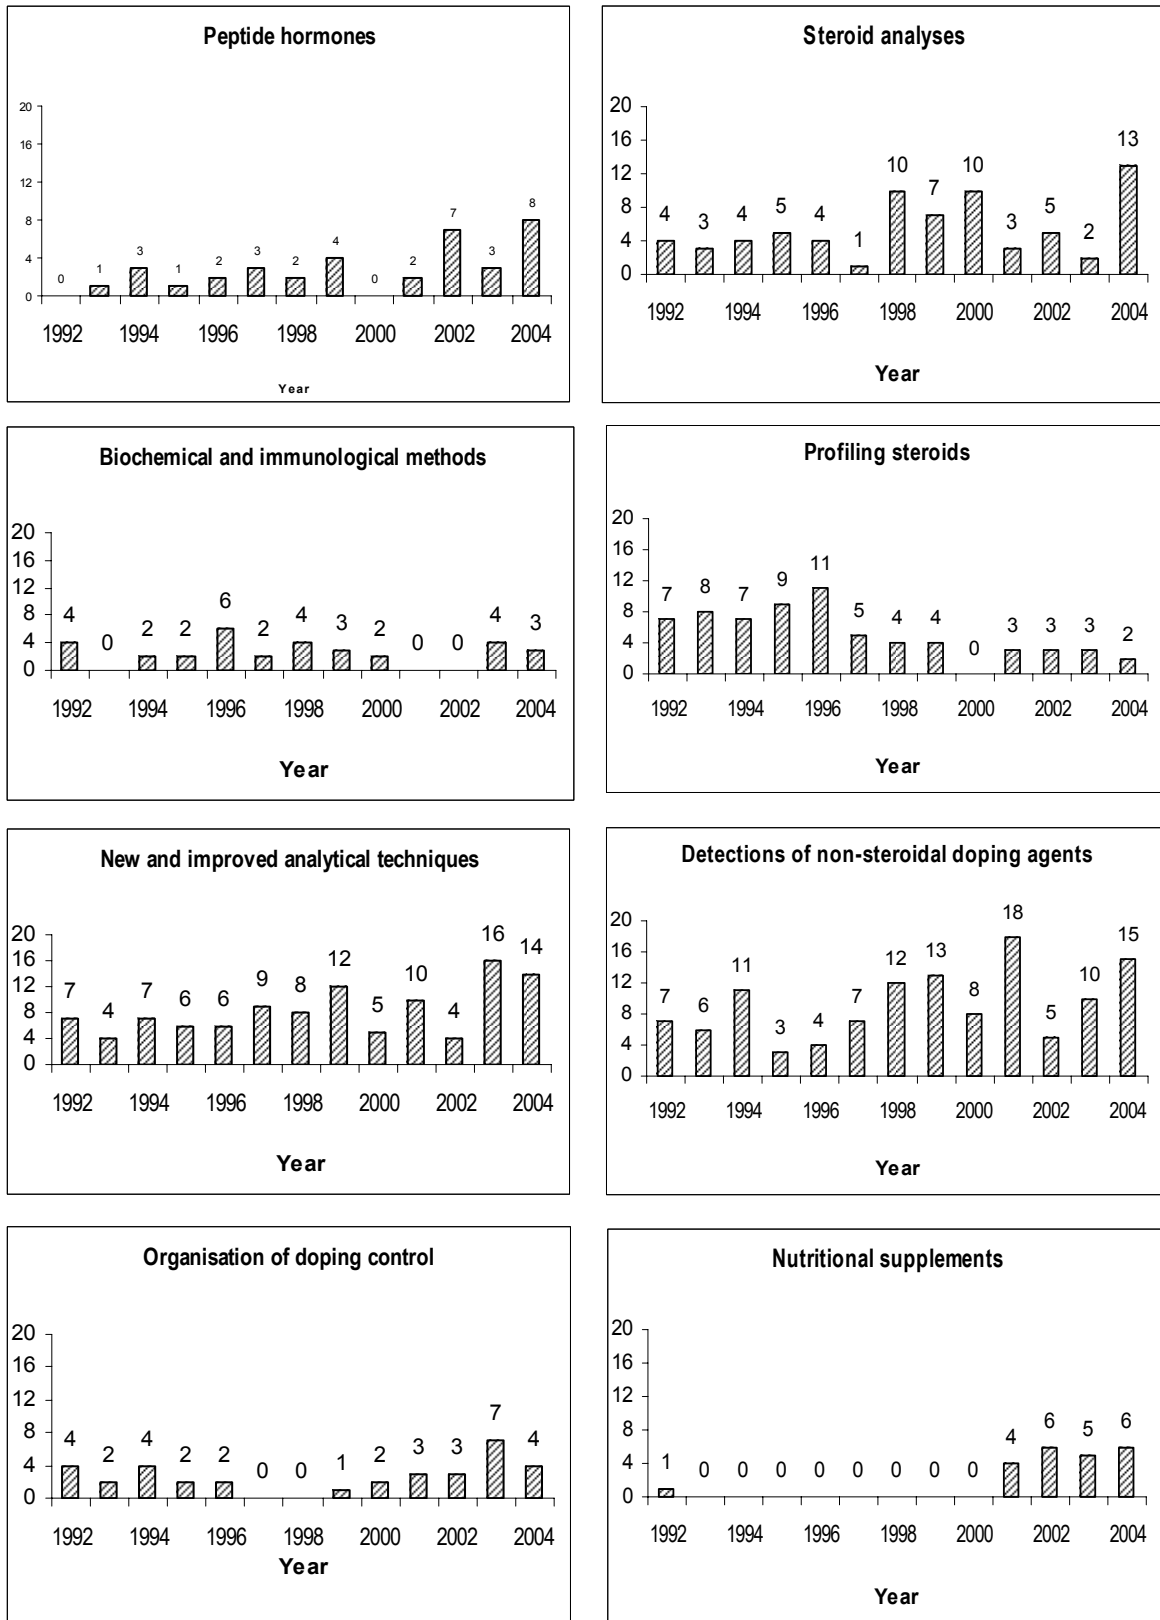 Peptide hormones
20
16
12
8
4
0
0 1 3 1 2 3 2 4 0 2 7 3 8
1992 1994 1996 1998 2000 2002 2004
Year
Steroid analyses
20
16
12
8
4
0
4 3 4 5 4 1 10 7 10 3 5 2 13
1992 1994 1996 1998 2000 2002 2004
Year
Biochemical and immunological methods
20
16
12
8
4
0
4 0 2 2 6 2 4 3 2 0 0 4 3
1992 1994 1996 1998 2000 2002 2004
Year
Profiling steroids
20
16
12
8
4
0
7 8 7 9 11 5 4 4 0 3 3 3 2
1992 1994 1996 1998 2000 2002 2004
Year
New and improved analytical techniques
20
16
12
8
4
0
7 4 7 6 6 9 8 12 5 10 4 16 14
1992 1994 1996 1998 2000 2002 2004
Year
Detections of non-steroidal doping agents
20
16
12
8
4
0
7 6 11 3 4 7 12 13 8 18 5 10 15
1992 1994 1996 1998 2000 2002 2004
Year
Organisation of doping control
20
16
12
8
4
0
4 2 4 2 2 0 0 1 2 3 3 7 4
1992 1994 1996 1998 2000 2002 2004
Year
Nutritional supplements
20
16
12
8
4
0
1 0 0 0 0 0 0 0 0 4 6 5 6
1992 1994 1996 1998 2000 2002 2004
Year